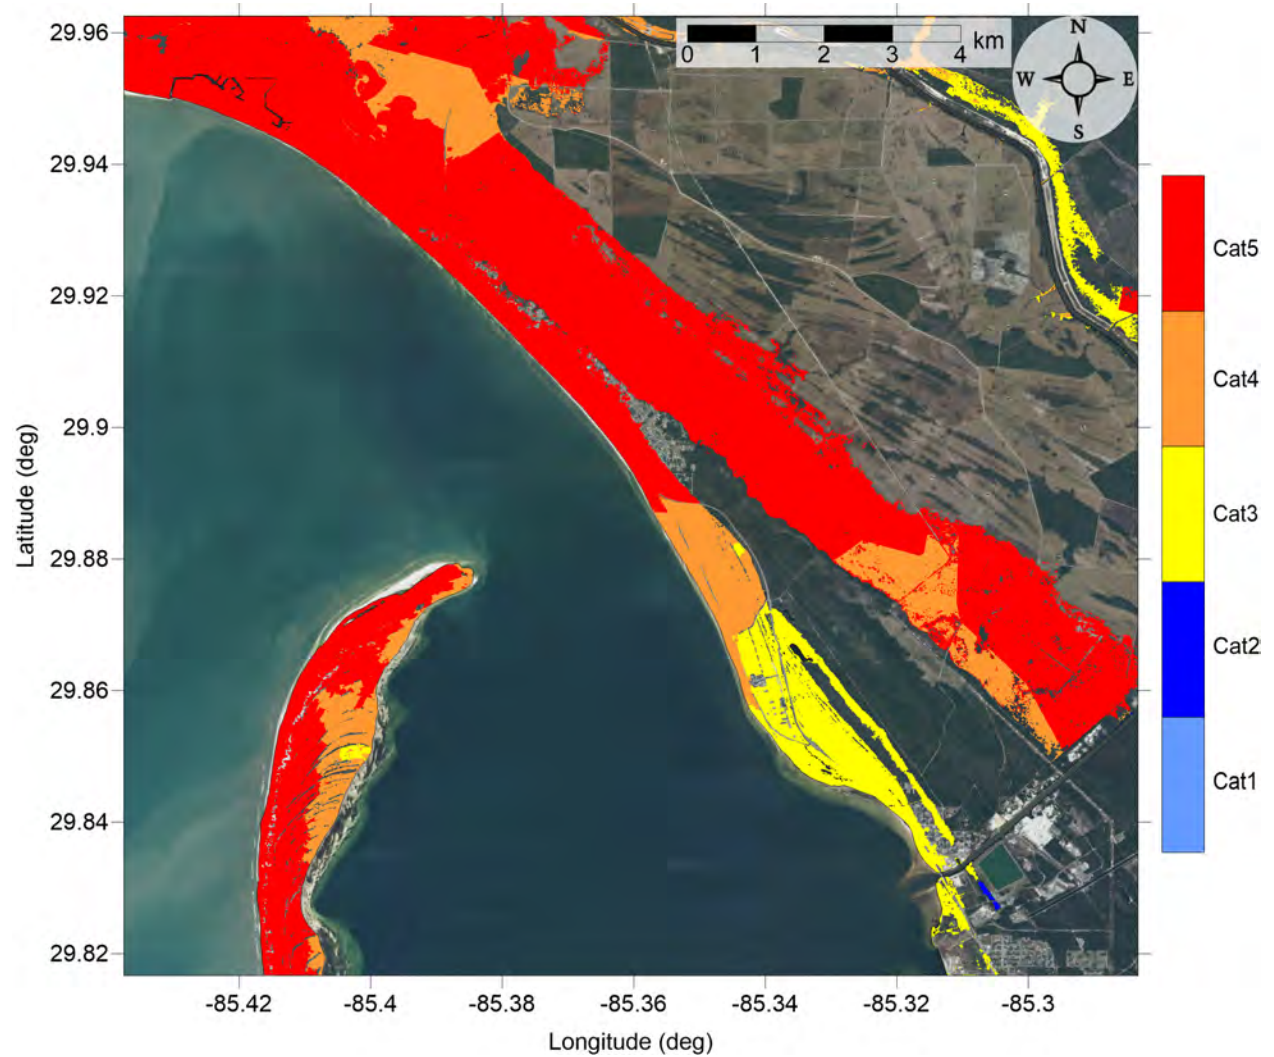 29.96
29.94
29.92
29.9
29.88
29.86
29.84
29.82
Latitude (deg)
0 1 2 3 4 km
N
W E
S
Cat5
Cat4
Cat3
Cat2
Cat1
-85.42 -85.4 -85.38 -85.36 -85.34 -85.32 -85.3
Longitude (deg)